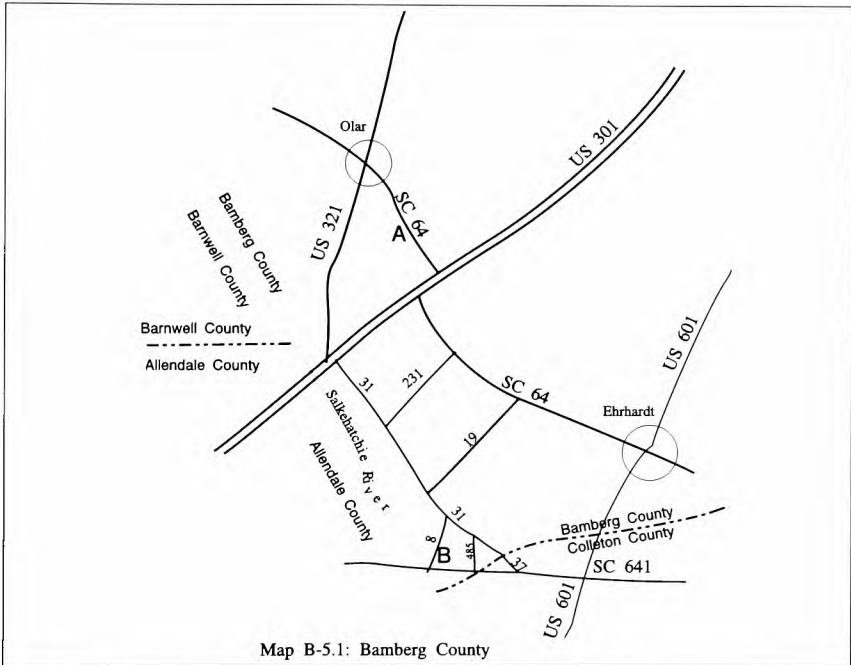 Olar
US 301
SC 64
A
US 321
Bamberg County
Barnwell County
Barnwell County
Allendale County
US 601
31
231
SC 64
Ehrhardt
Salkehatchie River
19
Allendale County
31
Bamberg County
Colleton County
8
B
485
37
SC 641
US 601
Map B-5.1: Bamberg County